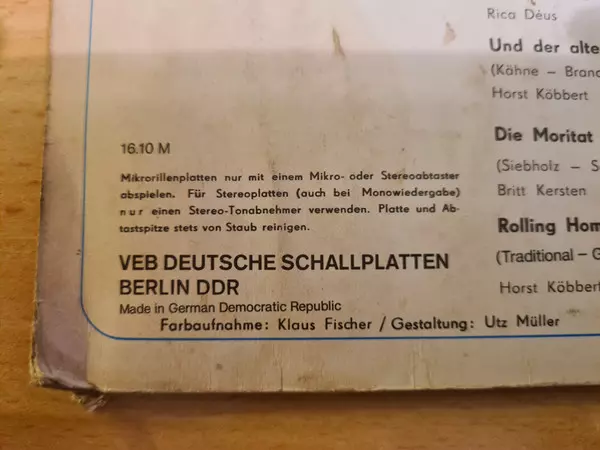 Rica Déus
Und der alte
(Kähne – Brand
Horst Köbbert
Die Moritat
(Siebholz – S
Britt Kersten
Rolling Hom
(Traditional – G
Horst Köbbert
16.10 M
Mikrorillenplatten nur mit einem Mikro- oder Stereoabtaster
abspielen. Für Stereoplatten (auch bei Monowiedergabe)
nur einen Stereo-Tonabnehmer verwenden. Platte und Ab-
tastspitze stets von Staub reinigen.
VEB DEUTSCHE SCHALLPLATTEN
BERLIN DDR
Made in German Democratic Republic
Farbaufnahme: Klaus Fischer / Gestaltung: Utz Müller